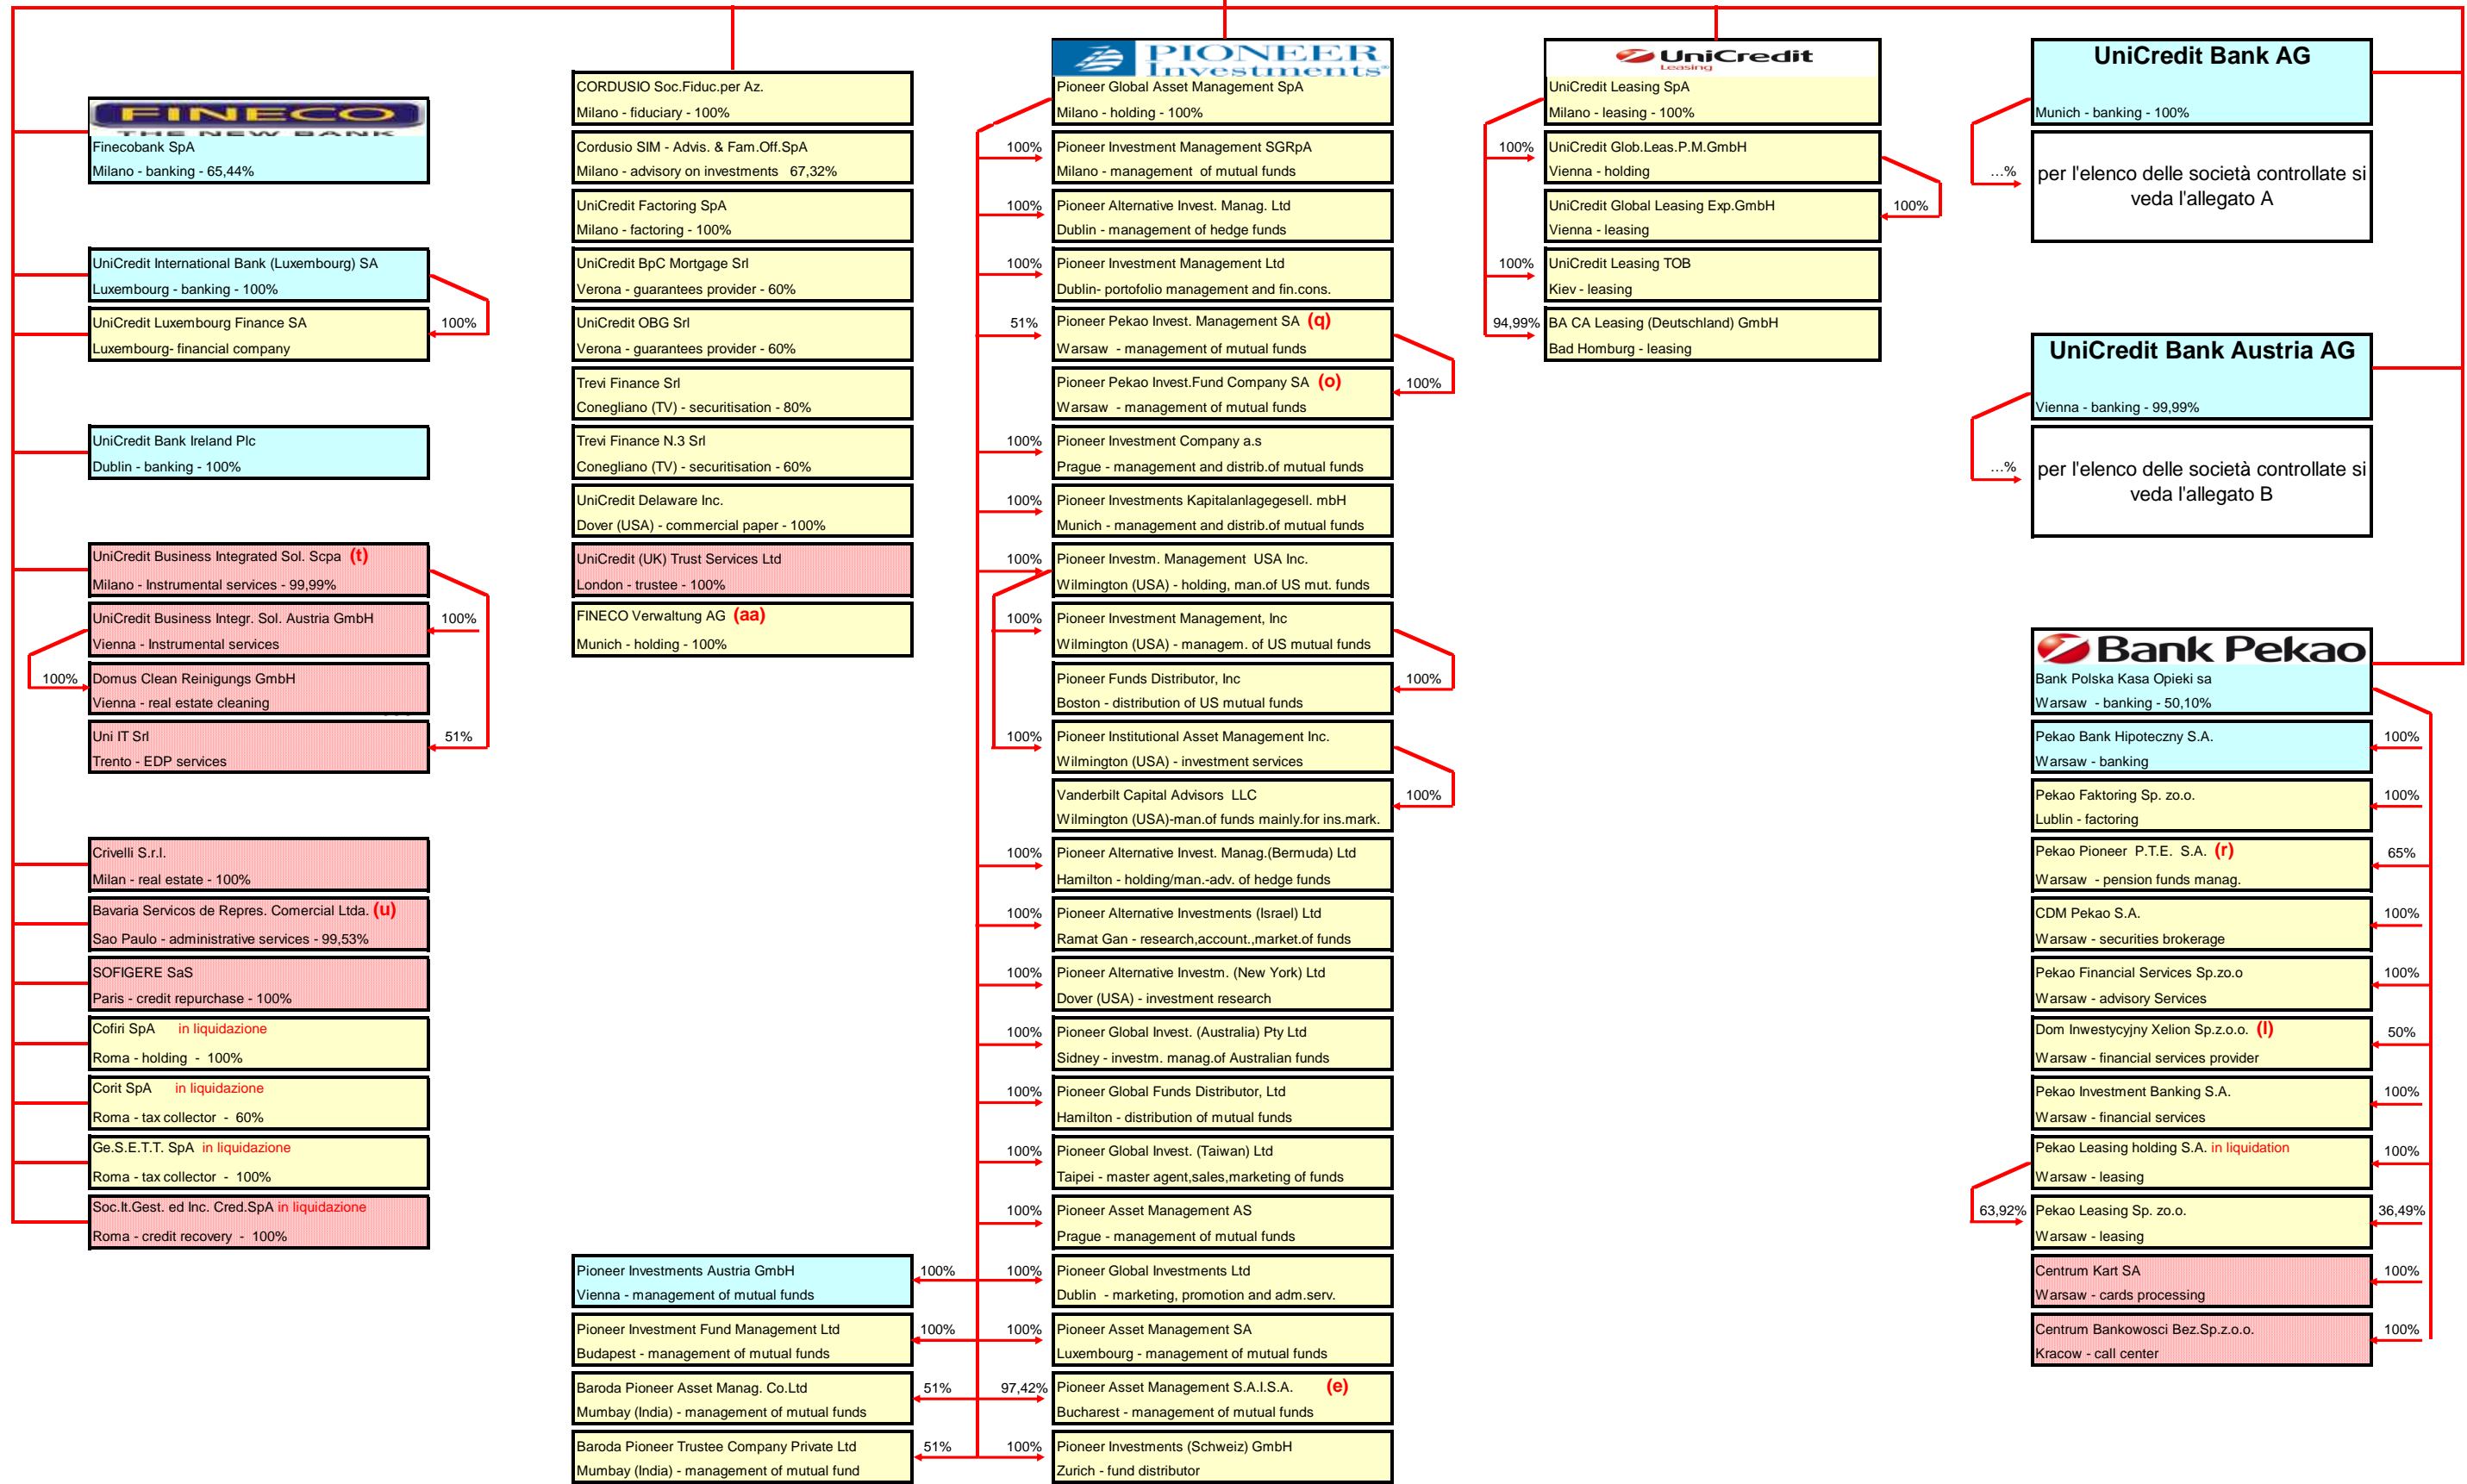 FINECO
THE NEW BANK
Finecobank SpA
Milano - banking - 65,44%
UniCredit International Bank (Luxembourg) SA
Luxembourg - banking - 100%
UniCredit Luxembourg Finance SA
100%
Luxembourg- financial company
UniCredit Bank Ireland Plc
Dublin - banking - 100%
UniCredit Business Integrated Sol. Scpa (t)
Milano - Instrumental services - 99,99%
UniCredit Business Integr. Sol. Austria GmbH
100%
Vienna - Instrumental services
100%
Domus Clean Reinigungs GmbH
Vienna - real estate cleaning
Uni IT Srl
51%
Trento - EDP services
Crivelli S.r.l.
Milan - real estate - 100%
Bavaria Servicos de Repres. Comercial Ltda. (u)
Sao Paulo - administrative services - 99,53%
SOFIGERE SaS
Paris - credit repurchase - 100%
Cofiri SpA in liquidazione
Roma - holding - 100%
Corit SpA in liquidazione
Roma - tax collector - 60%
Ge.S.E.T.T. SpA in liquidazione
Roma - tax collector - 100%
Soc.It.Gest. ed Inc. Cred.SpA in liquidazione
Roma - credit recovery - 100%
CORDUSIO Soc.Fiduc.per Az.
Milano - fiduciary - 100%
Cordusio SIM - Advis. & Fam.Off.SpA
Milano - advisory on investments 67,32%
UniCredit Factoring SpA
Milano - factoring - 100%
UniCredit BpC Mortgage Srl
Verona - guarantees provider - 60%
UniCredit OBG Srl
Verona - guarantees provider - 60%
Trevi Finance Srl
Conegliano (TV) - securitisation - 80%
Trevi Finance N.3 Srl
Conegliano (TV) - securitisation - 60%
UniCredit Delaware Inc.
Dover (USA) - commercial paper - 100%
UniCredit (UK) Trust Services Ltd
London - trustee - 100%
FINECO Verwaltung AG (aa)
Munich - holding - 100%
Pioneer Investments Austria GmbH
100%
Vienna - management of mutual funds
Pioneer Investment Fund Management Ltd
100%
Budapest - management of mutual funds
Baroda Pioneer Asset Manag. Co.Ltd
51%
Mumbay (India) - management of mutual funds
Baroda Pioneer Trustee Company Private Ltd
51%
Mumbay (India) - management of mutual fund
PIONEER
Investments®
Pioneer Global Asset Management SpA
Milano - holding - 100%
100%
Pioneer Investment Management SGRpA
Milano - management of mutual funds
100%
Pioneer Alternative Invest. Manag. Ltd
Dublin - management of hedge funds
100%
Pioneer Investment Management Ltd
Dublin- portofolio management and fin.cons.
51%
Pioneer Pekao Invest. Management SA (q)
Warsaw - management of mutual funds
Pioneer Pekao Invest.Fund Company SA (o)
100%
Warsaw - management of mutual funds
100%
Pioneer Investment Company a.s
Prague - management and distrib.of mutual funds
100%
Pioneer Investments Kapitalanlagegesell. mbH
Munich - management and distrib.of mutual funds
100%
Pioneer Investm. Management USA Inc.
Wilmington (USA) - holding, man.of US mut. funds
100%
Pioneer Investment Management, Inc
Wilmington (USA) - managem. of US mutual funds
Pioneer Funds Distributor, Inc
100%
Boston - distribution of US mutual funds
100%
Pioneer Institutional Asset Management Inc.
Wilmington (USA) - investment services
Vanderbilt Capital Advisors LLC
100%
Wilmington (USA)-man.of funds mainly.for ins.mark.
100%
Pioneer Alternative Invest. Manag.(Bermuda) Ltd
Hamilton - holding/man.-adv. of hedge funds
100%
Pioneer Alternative Investments (Israel) Ltd
Ramat Gan - research,account.,market.of funds
100%
Pioneer Alternative Investm. (New York) Ltd
Dover (USA) - investment research
100%
Pioneer Global Invest. (Australia) Pty Ltd
Sidney - investm. manag.of Australian funds
100%
Pioneer Global Funds Distributor, Ltd
Hamilton - distribution of mutual funds
100%
Pioneer Global Invest. (Taiwan) Ltd
Taipei - master agent,sales,marketing of funds
100%
Pioneer Asset Management AS
Prague - management of mutual funds
100%
Pioneer Global Investments Ltd
Dublin - marketing, promotion and adm.serv.
100%
Pioneer Asset Management SA
Luxembourg - management of mutual funds
97,42%
Pioneer Asset Management S.A.I.S.A. (e)
Bucharest - management of mutual funds
100%
Pioneer Investments (Schweiz) GmbH
Zurich - fund distributor
UniCredit
Leasing
UniCredit Leasing SpA
Milano - leasing - 100%
100%
UniCredit Glob.Leas.P.M.GmbH
Vienna - holding
UniCredit Global Leasing Exp.GmbH
100%
Vienna - leasing
100%
UniCredit Leasing TOB
Kiev - leasing
94,99%
BA CA Leasing (Deutschland) GmbH
Bad Homburg - leasing
UniCredit Bank AG
Munich - banking - 100%
...%
per l'elenco delle società controllate si
veda l'allegato A
UniCredit Bank Austria AG
Vienna - banking - 99,99%
...%
per l'elenco delle società controllate si
veda l'allegato B
Bank Pekao
Bank Polska Kasa Opieki sa
Warsaw - banking - 50,10%
Pekao Bank Hipoteczny S.A.
100%
Warsaw - banking
Pekao Faktoring Sp. zo.o.
100%
Lublin - factoring
Pekao Pioneer P.T.E. S.A. (r)
65%
Warsaw - pension funds manag.
CDM Pekao S.A.
100%
Warsaw - securities brokerage
Pekao Financial Services Sp.zo.o
100%
Warsaw - advisory Services
Dom Inwestycyjny Xelion Sp.z.o.o. (l)
50%
Warsaw - financial services provider
Pekao Investment Banking S.A.
100%
Warsaw - financial services
Pekao Leasing holding S.A. in liquidation
100%
Warsaw - leasing
63,92%
Pekao Leasing Sp. zo.o.
36,49%
Warsaw - leasing
Centrum Kart SA
100%
Warsaw - cards processing
Centrum Bankowosci Bez.Sp.z.o.o.
100%
Kracow - call center